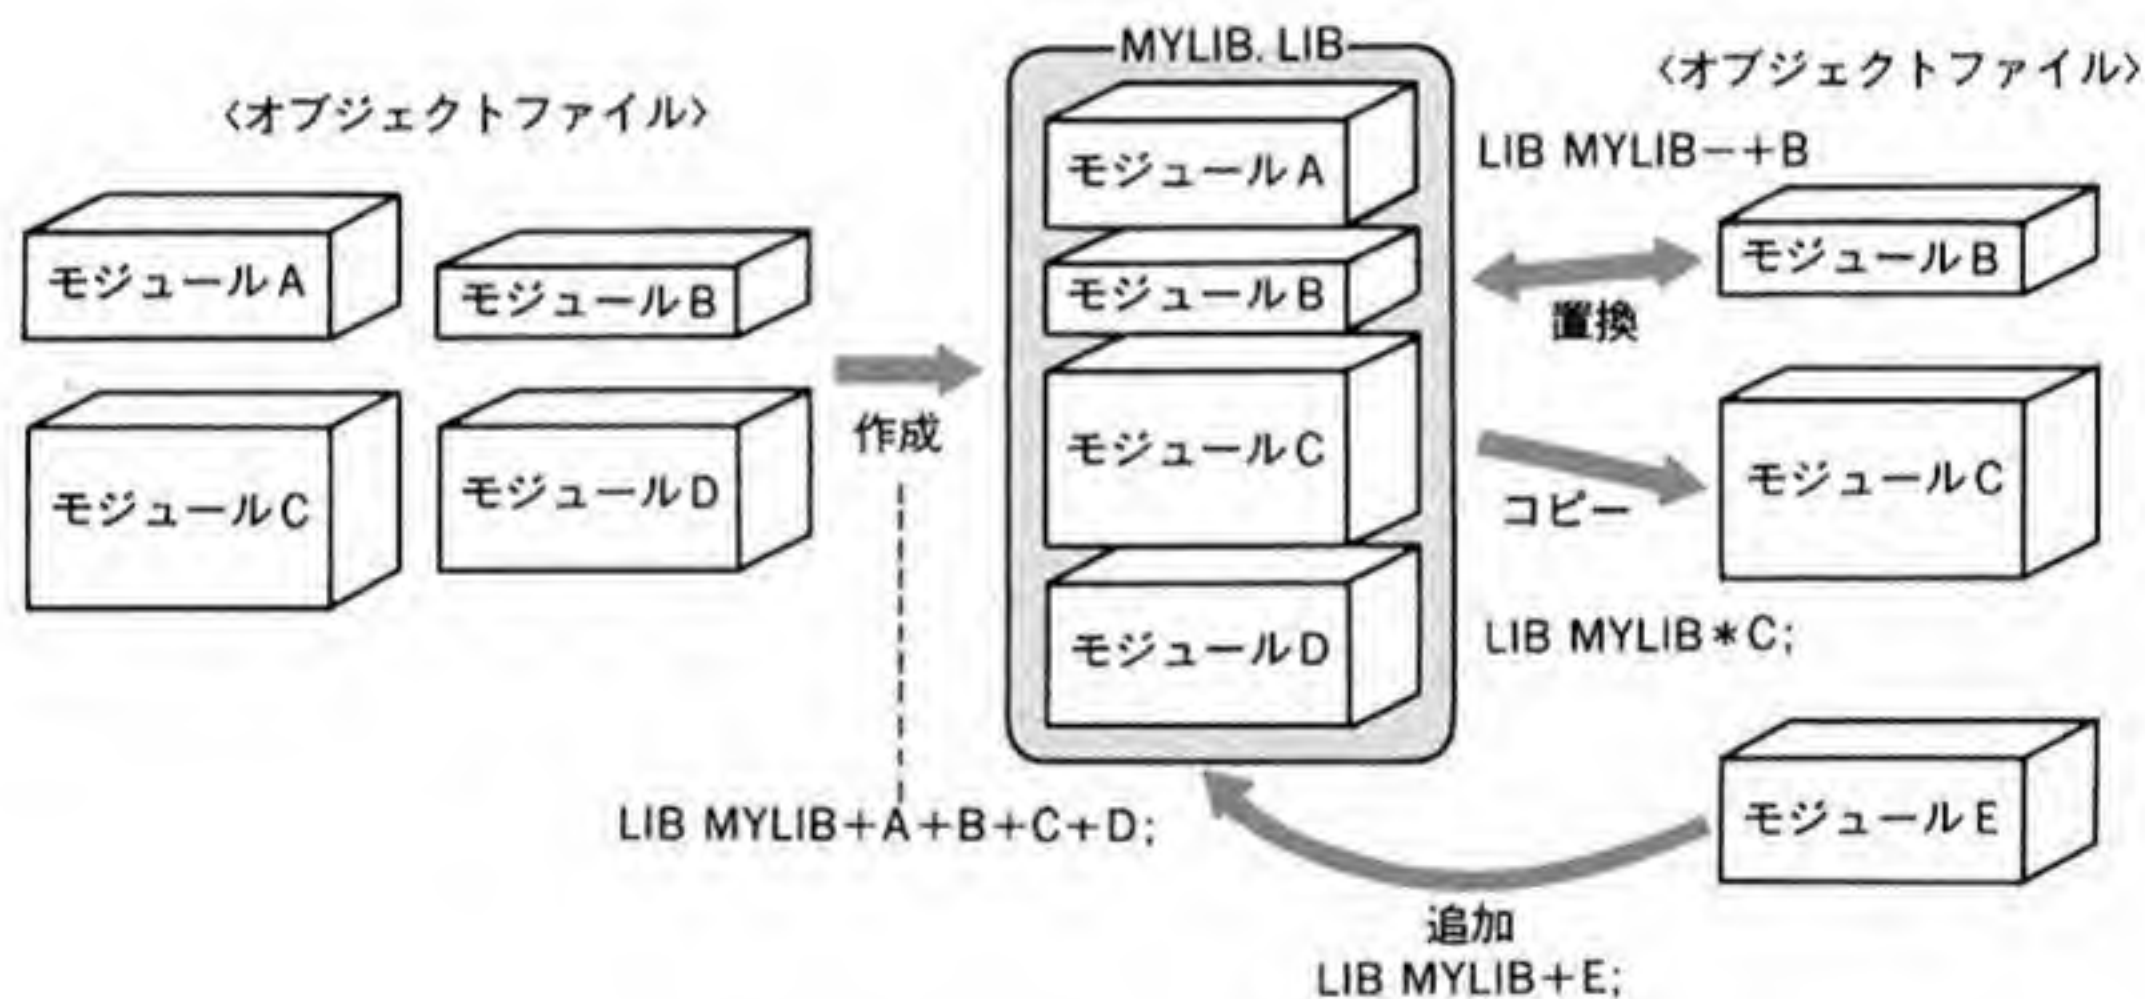 〈オブジェクトファイル〉
モジュールA
モジュールB
モジュールC
モジュールD
作成
LIB MYLIB+A+B+C+D;
MYLIB. LIB
モジュールA
モジュールB
モジュールC
モジュールD
〈オブジェクトファイル〉
LIB MYLIB−+B
モジュールB
置換
モジュールC
コピー
LIB MYLIB*C;
モジュールE
追加
LIB MYLIB+E;